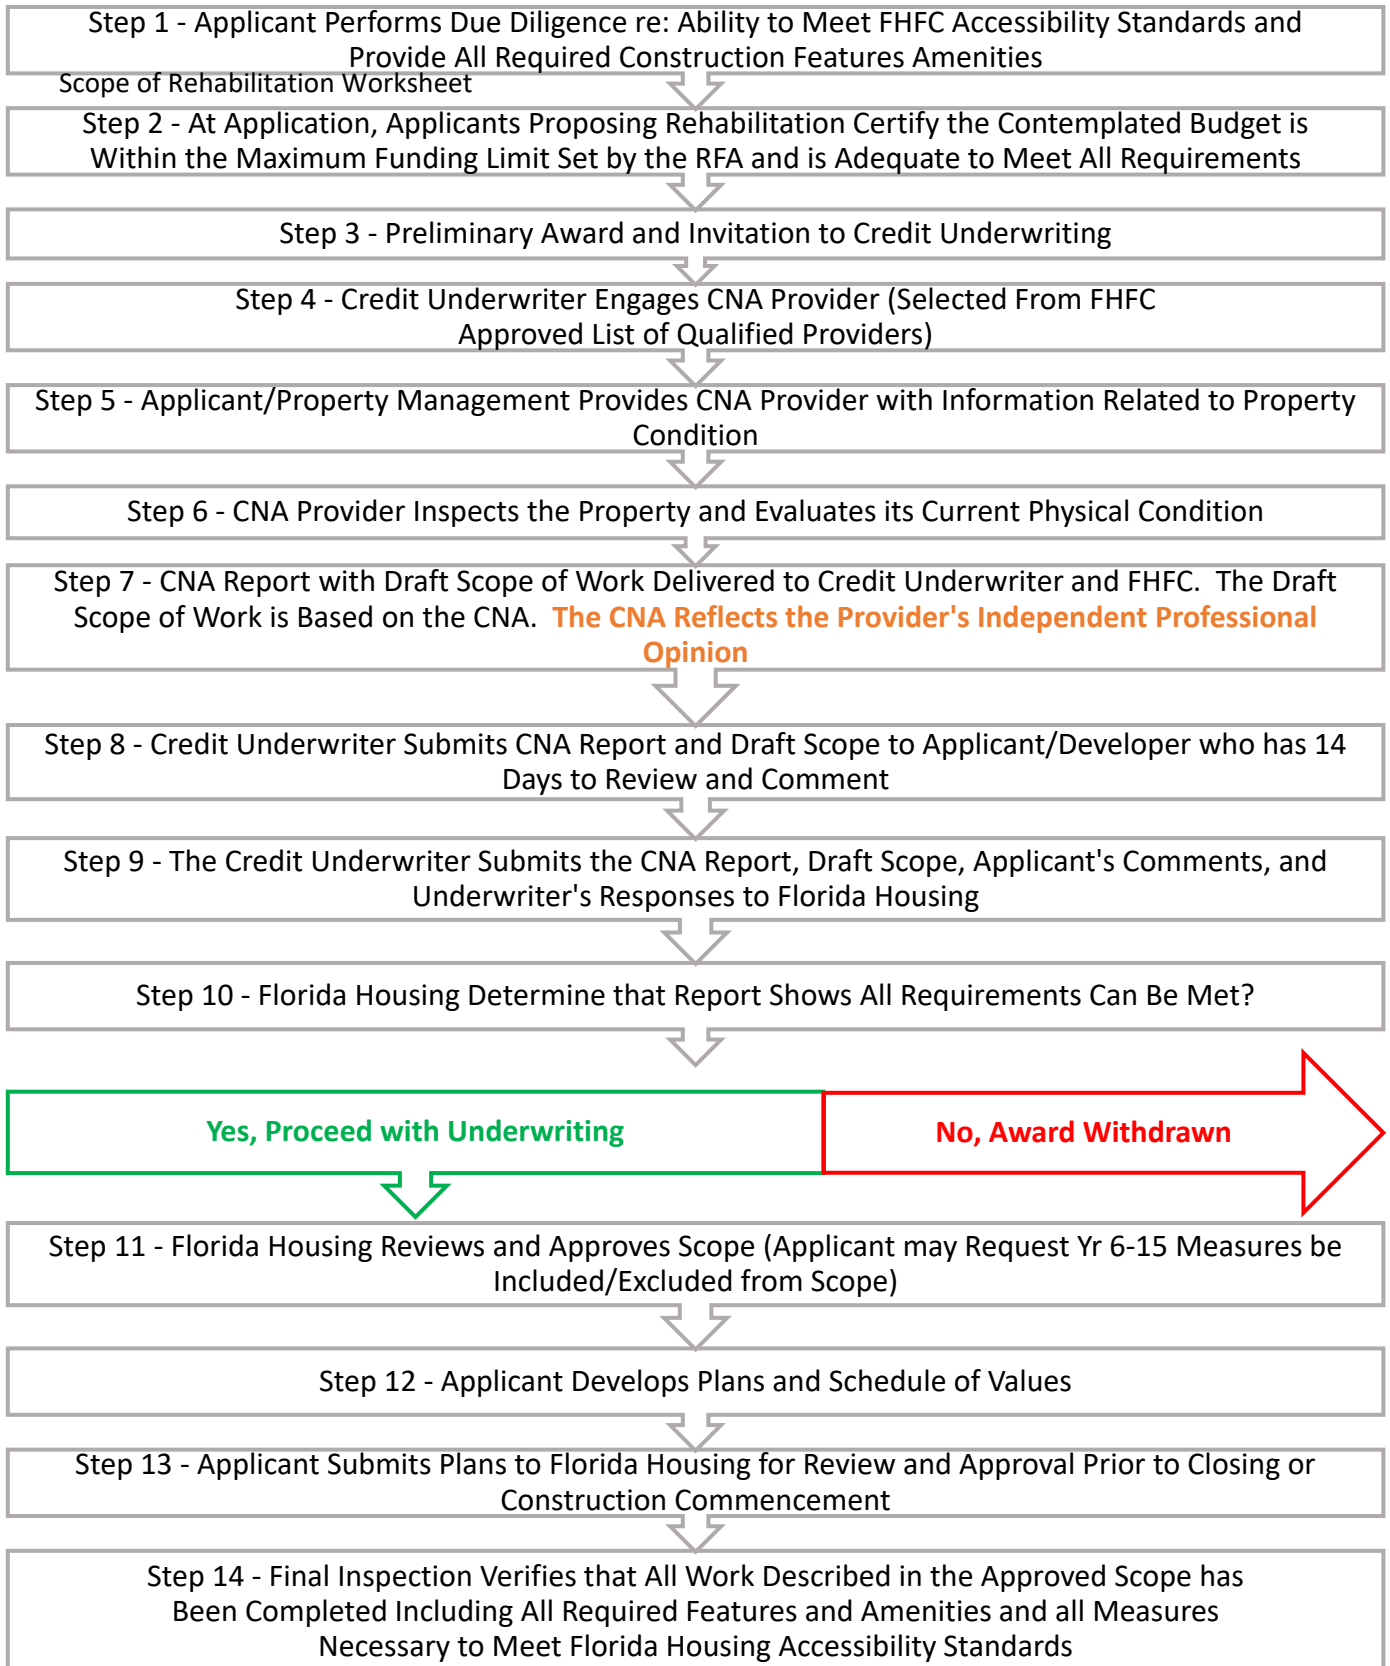 Step 1 - Applicant Performs Due Diligence re: Ability to Meet FHFC Accessibility Standards and
Provide All Required Construction Features Amenities
Scope of Rehabilitation Worksheet
Step 2 - At Application, Applicants Proposing Rehabilitation Certify the Contemplated Budget is
Within the Maximum Funding Limit Set by the RFA and is Adequate to Meet All Requirements
Step 3 - Preliminary Award and Invitation to Credit Underwriting
Step 4 - Credit Underwriter Engages CNA Provider (Selected From FHFC
Approved List of Qualified Providers)
Step 5 - Applicant/Property Management Provides CNA Provider with Information Related to Property
Condition
Step 6 - CNA Provider Inspects the Property and Evaluates its Current Physical Condition
Step 7 - CNA Report with Draft Scope of Work Delivered to Credit Underwriter and FHFC.  The Draft
Scope of Work is Based on the CNA.  The CNA Reflects the Provider's Independent Professional
Opinion
Step 8 - Credit Underwriter Submits CNA Report and Draft Scope to Applicant/Developer who has 14
Days to Review and Comment
Step 9 - The Credit Underwriter Submits the CNA Report, Draft Scope, Applicant's Comments, and
Underwriter's Responses to Florida Housing
Step 10 - Florida Housing Determine that Report Shows All Requirements Can Be Met?
Yes, Proceed with Underwriting
No, Award Withdrawn
Step 11 - Florida Housing Reviews and Approves Scope (Applicant may Request Yr 6-15 Measures be
Included/Excluded from Scope)
Step 12 - Applicant Develops Plans and Schedule of Values
Step 13 - Applicant Submits Plans to Florida Housing for Review and Approval Prior to Closing or
Construction Commencement
Step 14 - Final Inspection Verifies that All Work Described in the Approved Scope has
Been Completed Including All Required Features and Amenities and all Measures
Necessary to Meet Florida Housing Accessibility Standards